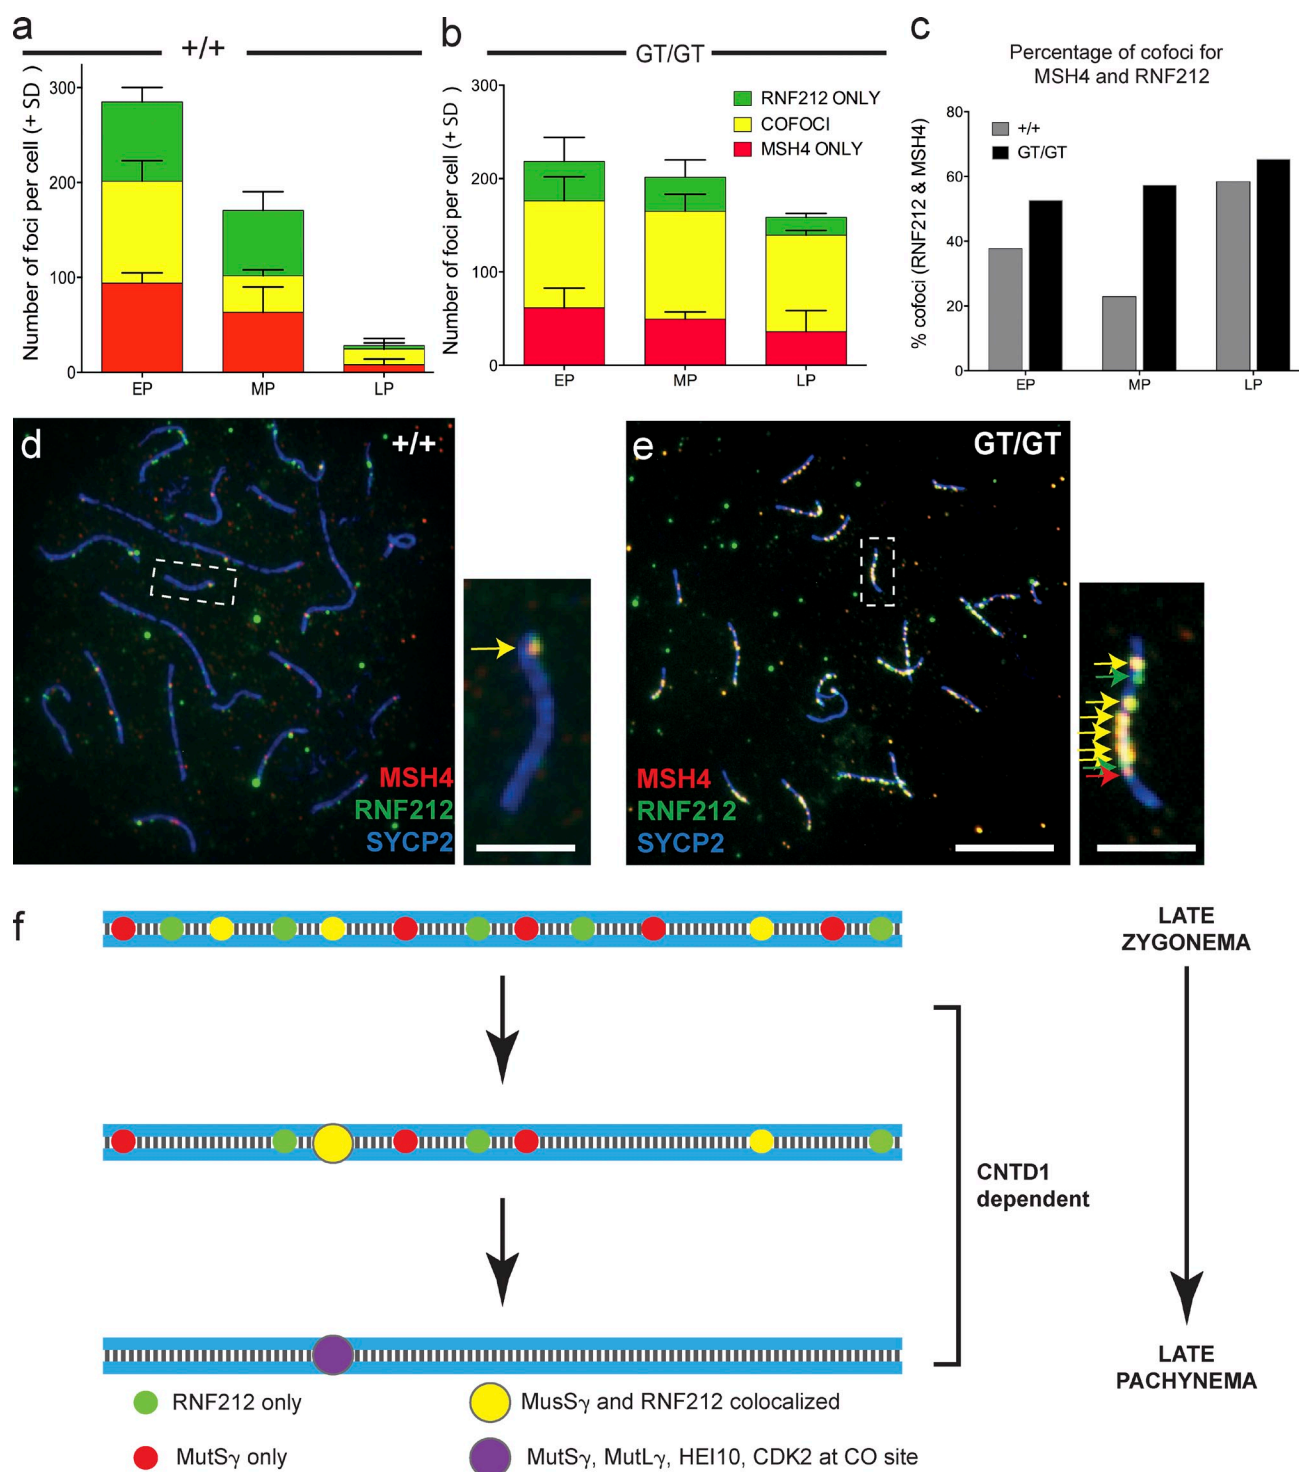 a
+/+
Number of foci per cell (+ SD )
300
200
100
0
EP
MP
LP
b
GT/GT
Number of foci per cell (+ SD )
300
200
100
0
RNF212 ONLY
COFOCI
MSH4 ONLY
EP
MP
LP
c
Percentage of cofoci for
MSH4 and RNF212
% cofoci (RNF212 & MSH4)
80
60
40
20
0
+/+
GT/GT
EP
MP
LP
d
+/+
MSH4
RNF212
SYCP2
e
GT/GT
MSH4
RNF212
SYCP2
f
LATE
ZYGONEMA
CNTD1
dependent
LATE
PACHYNEMA
RNF212 only
MusSγ and RNF212 colocalized
MutSγ only
MutSγ, MutLγ, HEI10, CDK2 at CO site